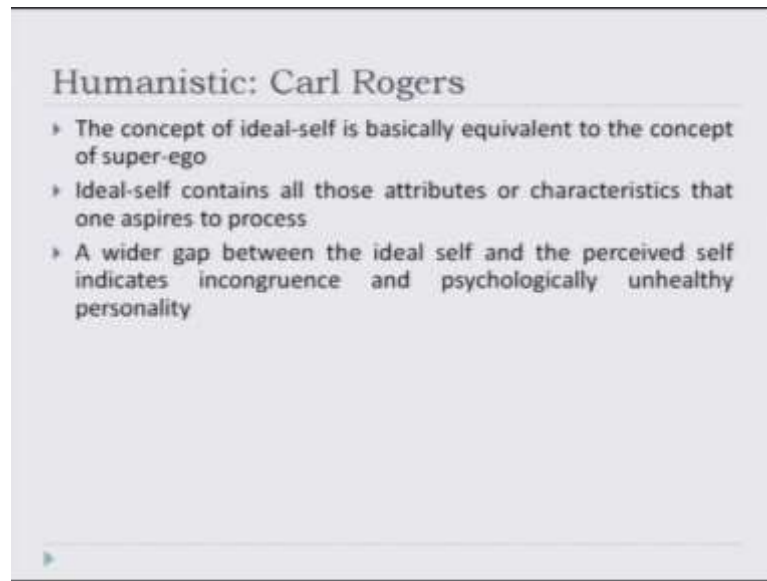 Humanistic: Carl Rogers
The concept of ideal-self is basically equivalent to the concept
of super-ego
Ideal-self contains all those attributes or characteristics that
one aspires to process
A wider gap between the ideal self and the perceived self
indicates incongruence and psychologically unhealthy
personality